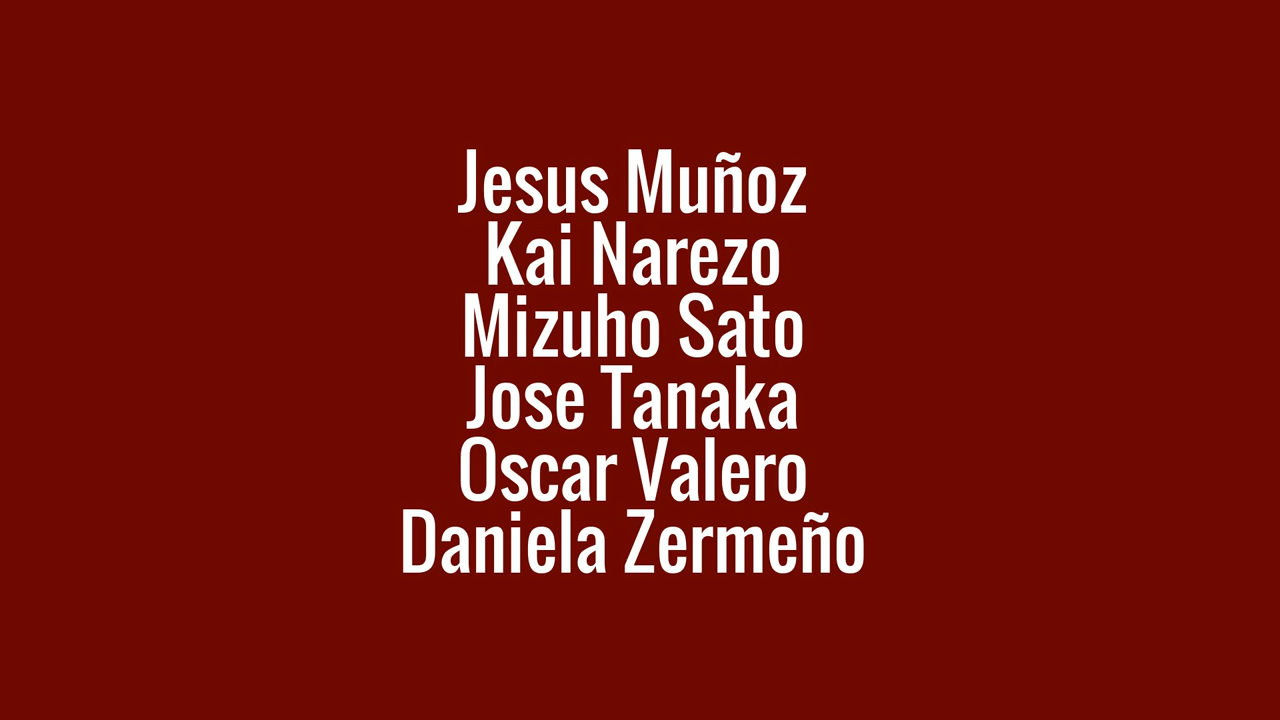 Jesus Muñoz
Kai Narezo
Mizuho Sato
Jose Tanaka
Oscar Valero
Daniela Zermeño